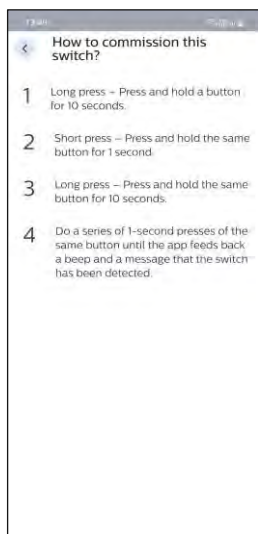 How to commission this
switch?
1 Long press – Press and hold a button
for 10 seconds.
2 Short press – Press and hold the same
button for 1 second.
3 Long press – Press and hold the same
button for 10 seconds.
4 Do a series of 1-second presses of the
same button until the app feeds back
a beep and a message that the switch
has been detected.